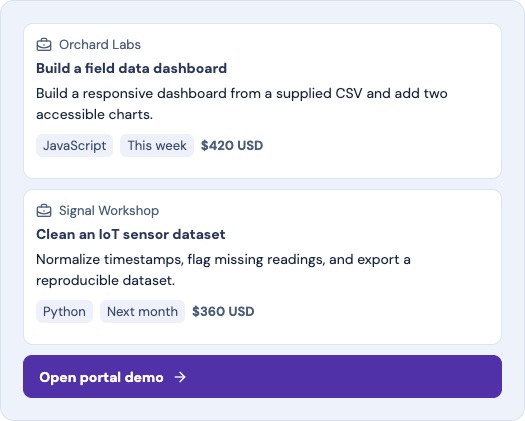 Orchard Labs
Build a field data dashboard
Build a responsive dashboard from a supplied CSV and add two
accessible charts.
JavaScript This week $420 USD
Signal Workshop
Clean an IoT sensor dataset
Normalize timestamps, flag missing readings, and export a
reproducible dataset.
Python Next month $360 USD
Open portal demo →